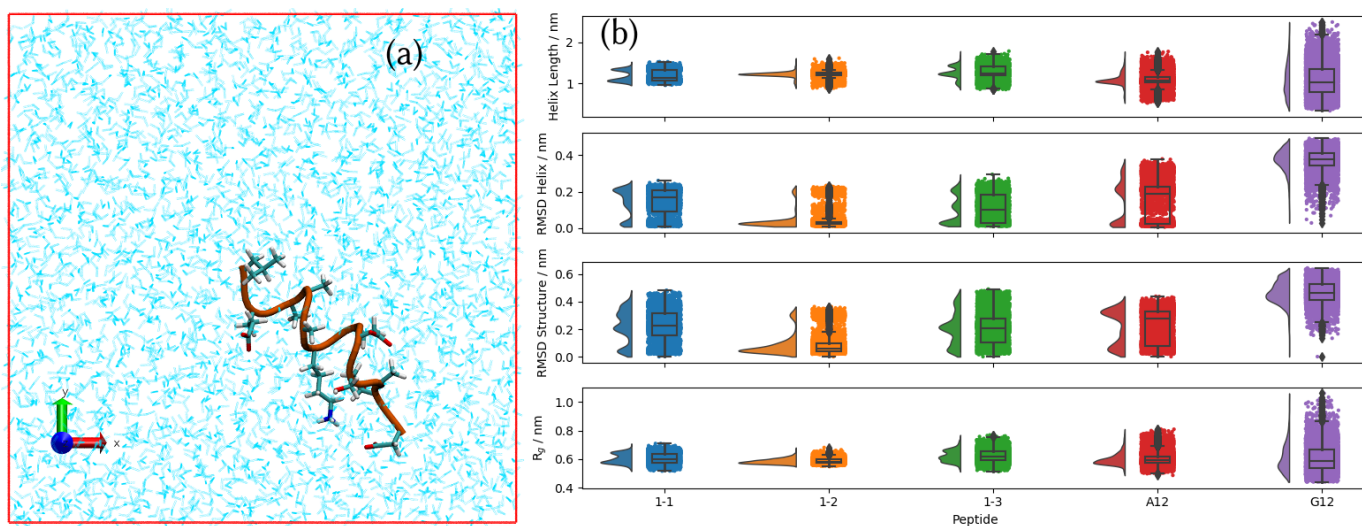 (a)
y
x
(b)
Helix Length / nm
2
1
RMSD Helix / nm
0.4
0.2
0.0
RMSD Structure / nm
0.6
0.4
0.2
0.0
Rg / nm
1.0
0.8
0.6
0.4
1-1 1-2 1-3 A12 G12
Peptide